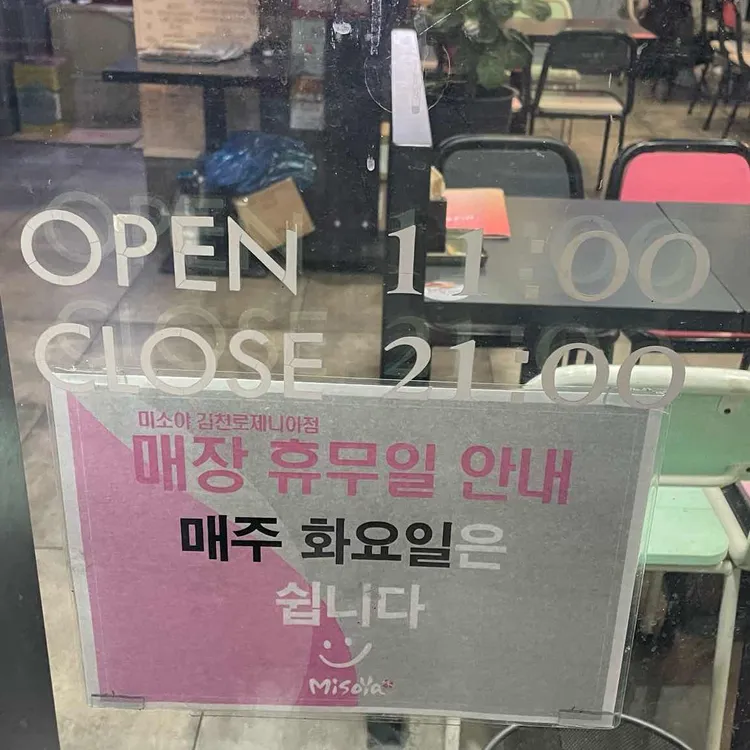 OPEN 11:00
CLOSE 21:00
미소야 김천로제니아점
매장 휴무일 안내
매주 화요일은
쉽니다
MiSOYa